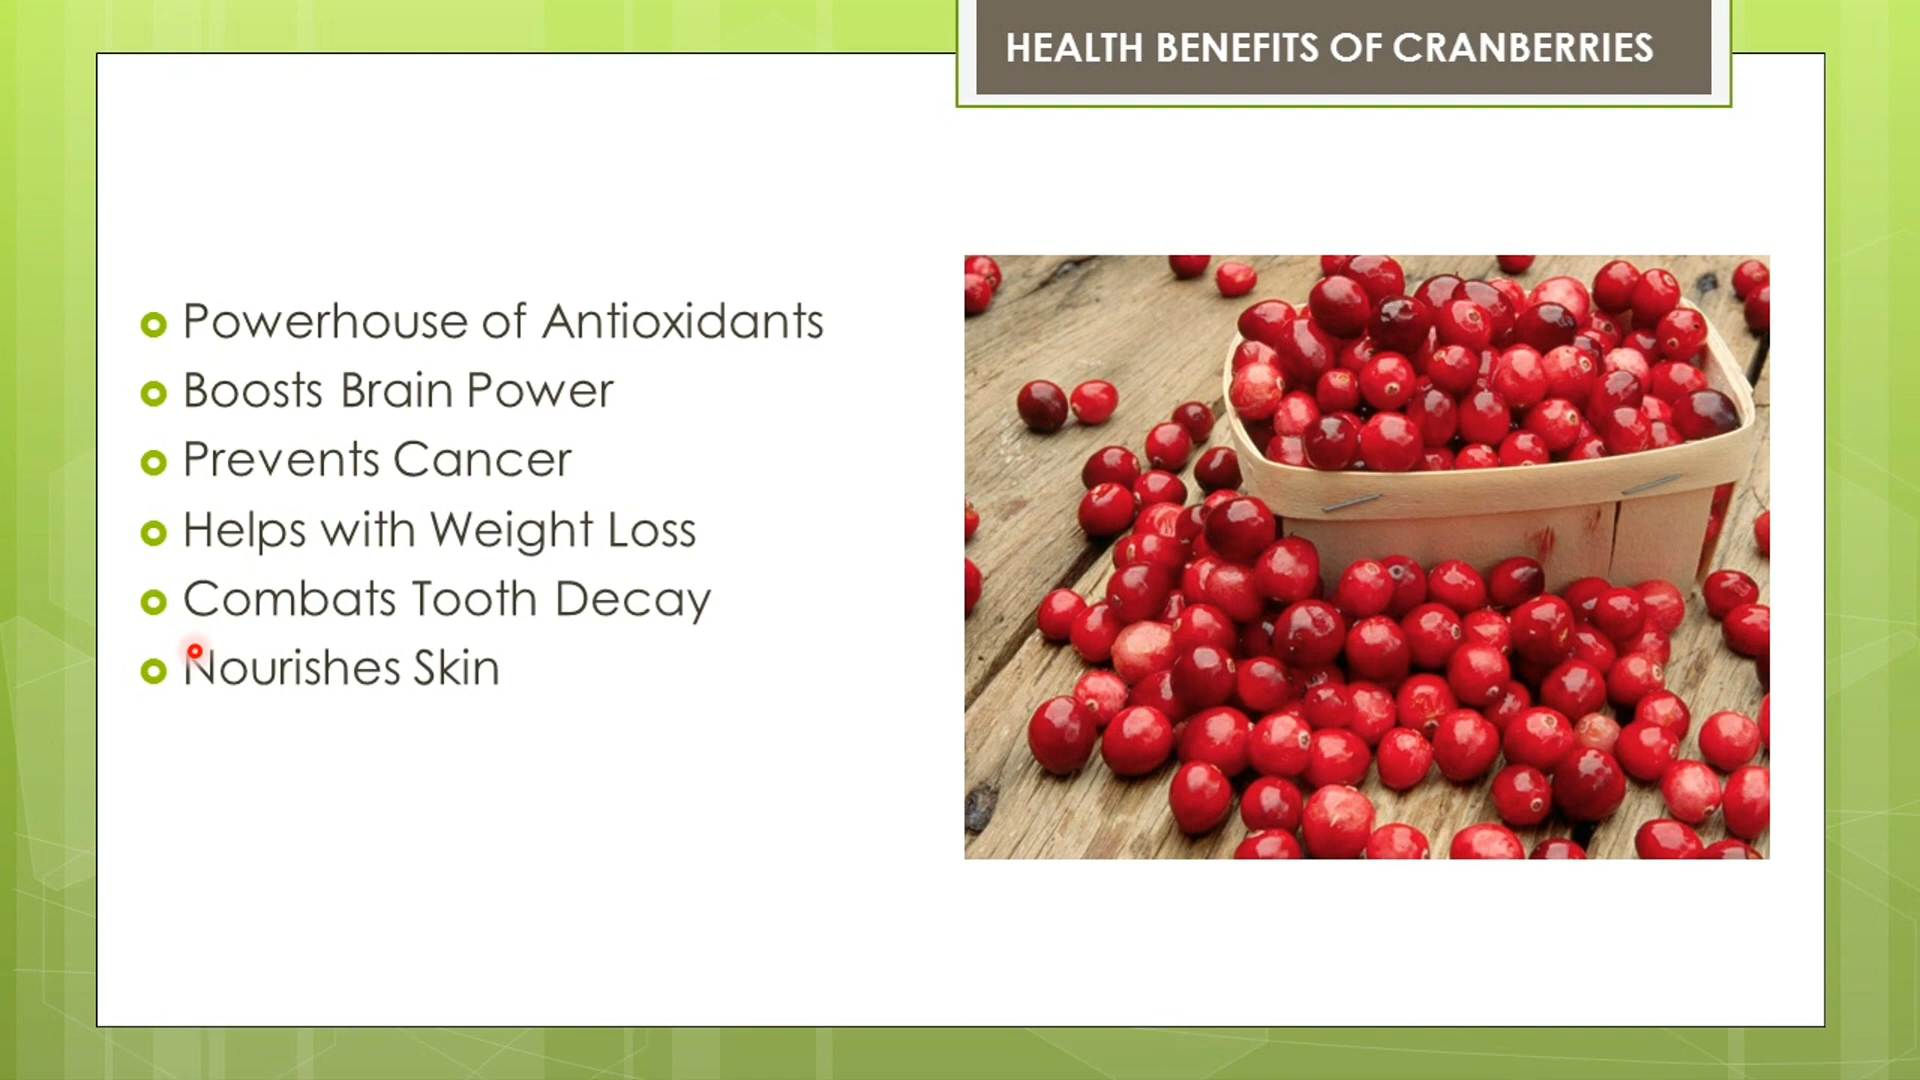 HEALTH BENEFITS OF CRANBERRIES
Powerhouse of Antioxidants
Boosts Brain Power
Prevents Cancer
Helps with Weight Loss
Combats Tooth Decay
Nourishes Skin